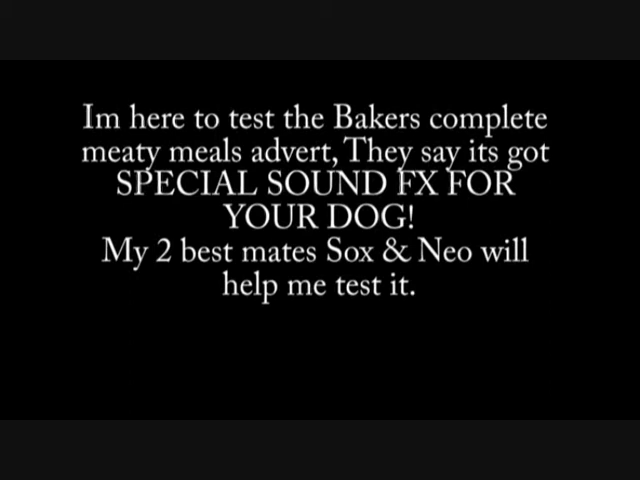 Im here to test the Bakers complete
meaty meals advert, They say its got
SPECIAL SOUND FX FOR
YOUR DOG!
My 2 best mates Sox & Neo will
help me test it.